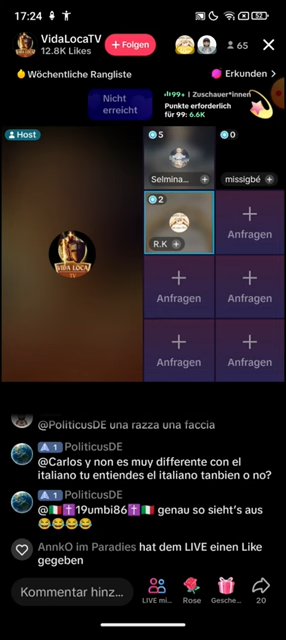 17:24
52
VidaLocaTV
12.8K Likes
+ Folgen
65
Wöchentliche Rangliste
Erkunden >
Nicht
erreicht
99+ | Zuschauer*innen
Punkte erforderlich
für 99: 6.6K
Host
5
0
Selmina...
missigbé
2
Anfragen
R.K
VIDA LOCA
Anfragen
Anfragen
Anfragen
Anfragen
@PoliticusDE una razza una faccia
1 PoliticusDE
@Carlos y non es muy differente con el
italiano tu entiendes el italiano tanbien o no?
1 PoliticusDE
@🇮🇹✝️19umbi86✝️🇮🇹 genau so sieht's aus
😂😂😂😂
AnnkO im Paradies hat dem LIVE einen Like
gegeben
Kommentar hinz...
LIVE mi...
Rose
Gesche...
20